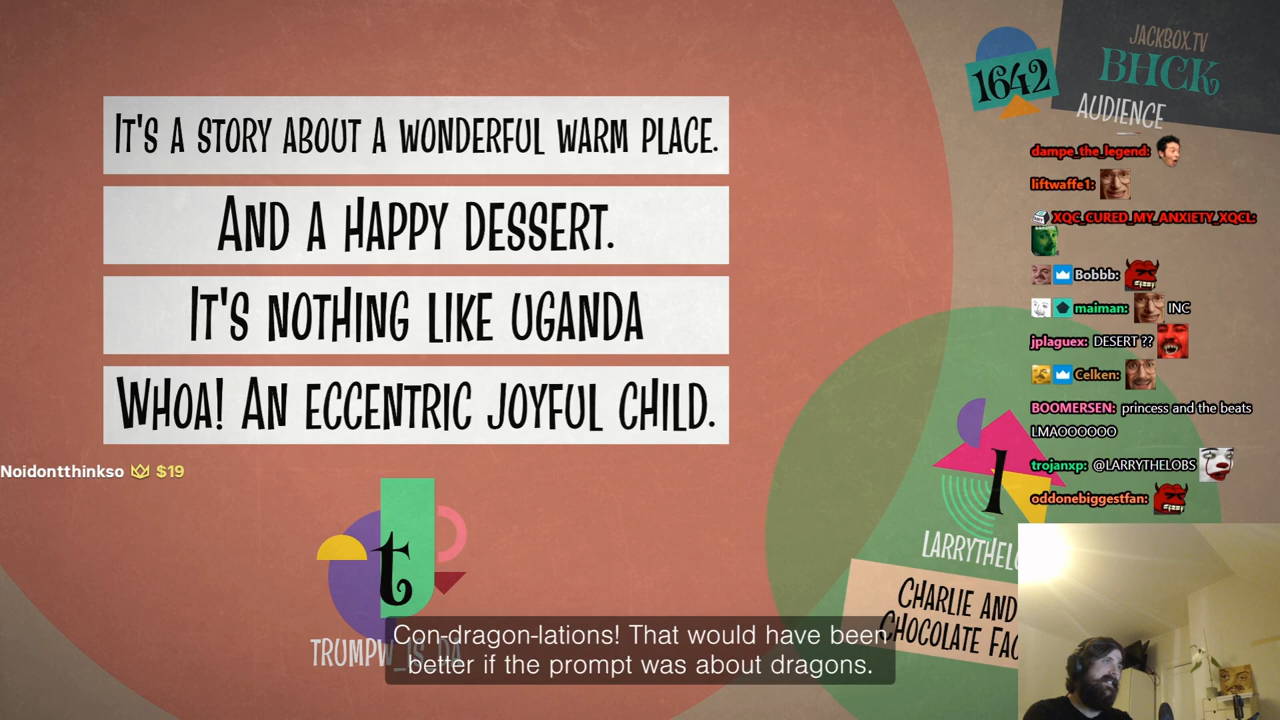 IT'S A STORY ABOUT A WONDERFUL WARM PLACE.
AND A HAPPY DESSERT.
IT'S NOTHING LIKE UGANDA
WHOA! AN ECCENTRIC JOYFUL CHILD.
Noidontthinkso $19
t
TRUMPW_IS_DA
Con-dragon-lations! That would have been
better if the prompt was about dragons.
l
LARRYTHELO
CHARLIE AND
CHOCOLATE FAC
1642
JACKBOX.TV
BHCK
AUDIENCE
dampe_the_legend:
liftwaffe1:
XQC_CURED_MY_ANXIETY_XQCL:
Bobbb:
maiman: INC
jplaguex: DESERT ??
Celken:
BOOMERSEN: princess and the beats
LMAOOOOOO
trojanxp: @LARRYTHELOBS
oddonebiggestfan: